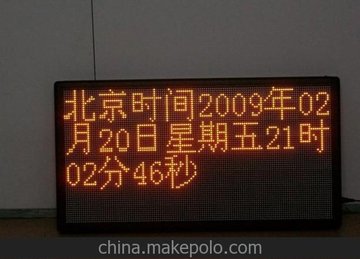 北京时间2009年02
月20日星期五21时
02分46秒
china.makepolo.com